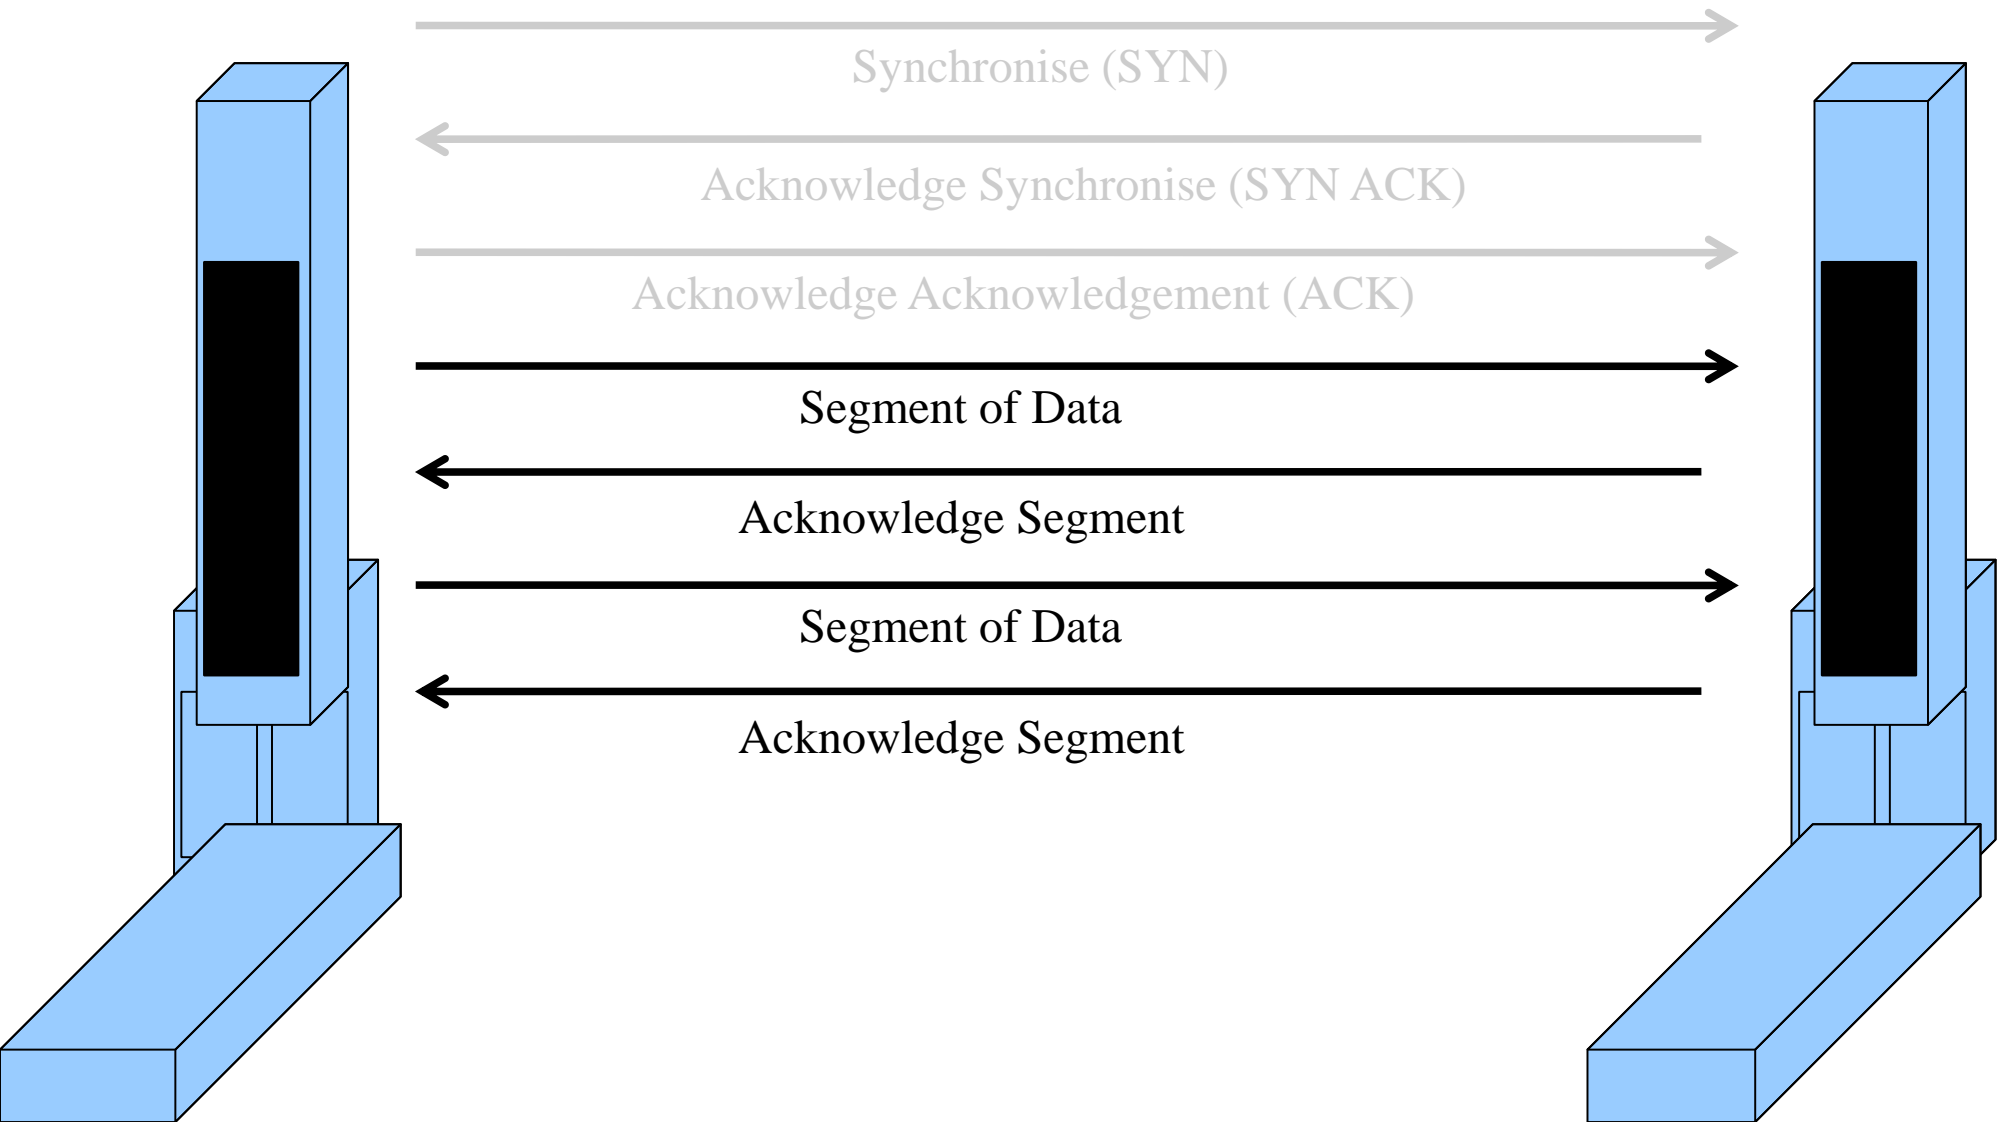 Synchronise (SYN)
Acknowledge Synchronise (SYN ACK)
Acknowledge Acknowledgement (ACK)
Segment of Data
Acknowledge Segment
Segment of Data
Acknowledge Segment